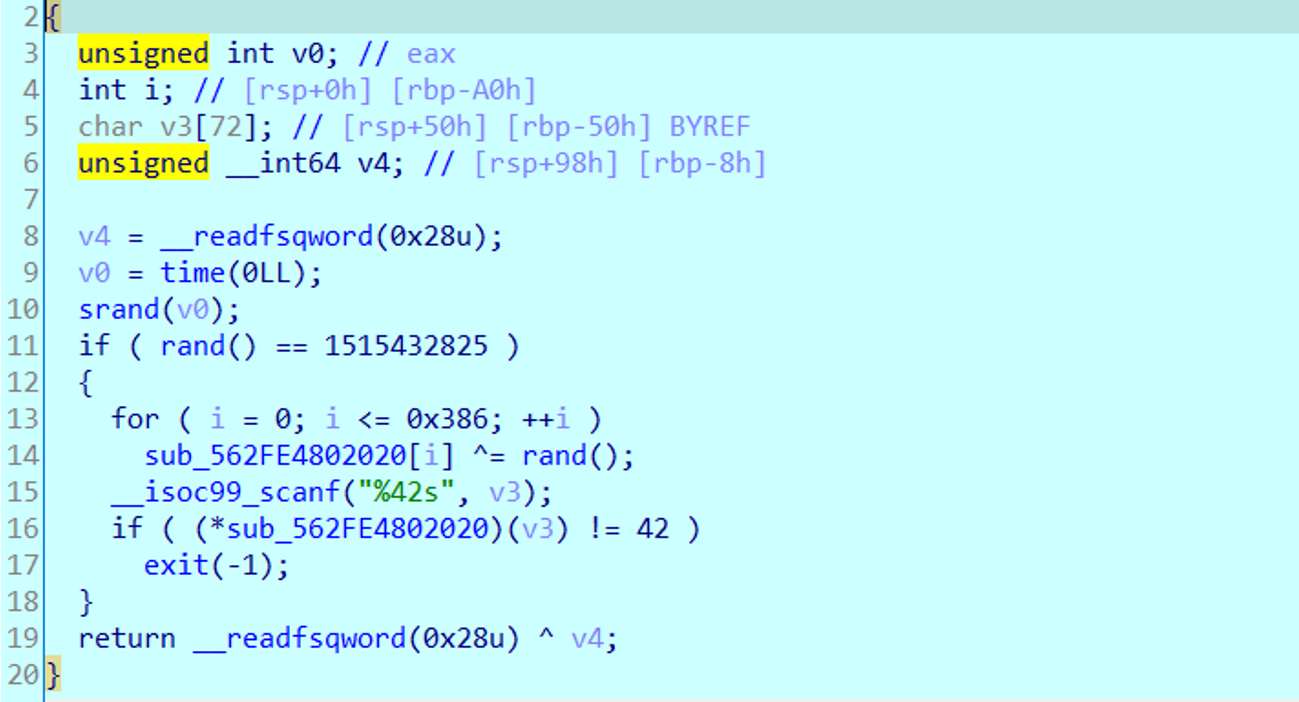 2 {
3 unsigned int v0; // eax
4 int i; // [rsp+0h] [rbp-A0h]
5 char v3[72]; // [rsp+50h] [rbp-50h] BYREF
6 unsigned __int64 v4; // [rsp+98h] [rbp-8h]
7
8 v4 = __readfsqword(0x28u);
9 v0 = time(0LL);
10 srand(v0);
11 if ( rand() == 1515432825 )
12 {
13 for ( i = 0; i <= 0x386; ++i )
14 sub_562FE4802020[i] ^= rand();
15 __isoc99_scanf("%42s", v3);
16 if ( (*sub_562FE4802020)(v3) != 42 )
17 exit(-1);
18 }
19 return __readfsqword(0x28u) ^ v4;
20 }